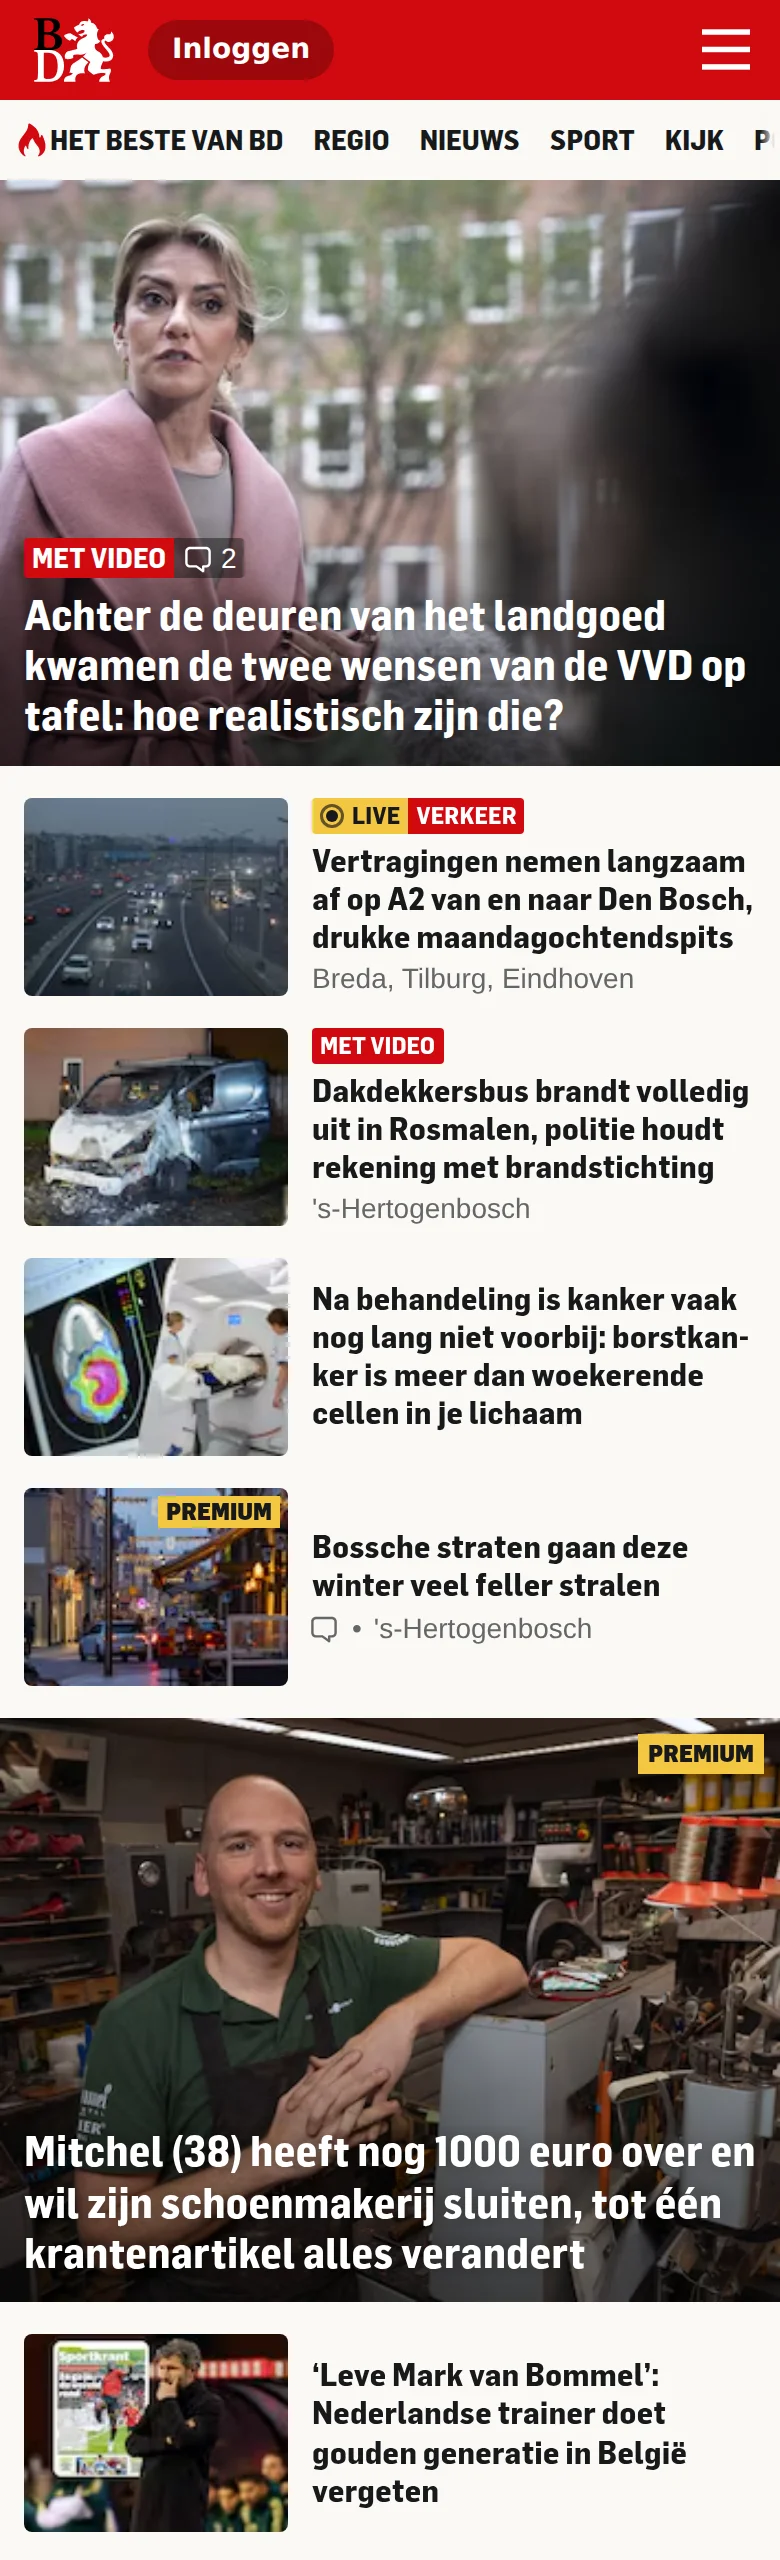 BD
Inloggen
HET BESTE VAN BD REGIO NIEUWS SPORT KIJK
MET VIDEO 2
Achter de deuren van het landgoed
kwamen de twee wensen van de VVD op
tafel: hoe realistisch zijn die?
LIVE VERKEER
Vertragingen nemen langzaam
af op A2 van en naar Den Bosch,
drukke maandagochtendspits
Breda, Tilburg, Eindhoven
MET VIDEO
Dakdekkersbus brandt volledig
uit in Rosmalen, politie houdt
rekening met brandstichting
's-Hertogenbosch
Na behandeling is kanker vaak
nog lang niet voorbij: borstkan-
ker is meer dan woekerende
cellen in je lichaam
PREMIUM
Bossche straten gaan deze
winter veel feller stralen
• 's-Hertogenbosch
PREMIUM
Mitchel (38) heeft nog 1000 euro over en
wil zijn schoenmakerij sluiten, tot één
krantenartikel alles verandert
Sportkrant
‘Leve Mark van Bommel’:
Nederlandse trainer doet
gouden generatie in België
vergeten